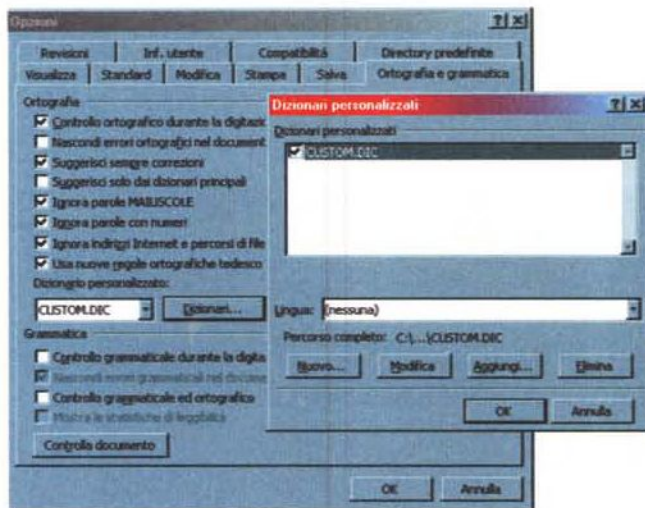 Opzioni
Revisioni Inf. utente Compatibilità Directory predefinite
Visualizza Standard Modifica Stampa Salva Ortografia e grammatica
Ortografia
Controllo ortografico durante la digitazio
Nascondi errori ortografici nel document
Suggerisci sempre correzioni
Suggerisci solo dai dizionari principali
Ignora parole MAIUSCOLE
Ignora parole con numeri
Ignora indirizzi Internet e percorsi di file
Usa nuove regole ortografiche tedesco
Dizionario personalizzato:
CUSTOM.DIC Dizionari...
Grammatica
Controllo grammaticale durante la digita
Nascondi errori grammaticali nel docume
Controllo grammaticale ed ortografico
Mostra le statistiche di leggibilità
Controlla documento
OK Annulla
Dizionari personalizzati
Dizionari personalizzati
CUSTOM.DIC
Lingua: (nessuna)
Percorso completo: C:\...\CUSTOM.DIC
Nuovo... Modifica Aggiungi... Elimina
OK Annulla